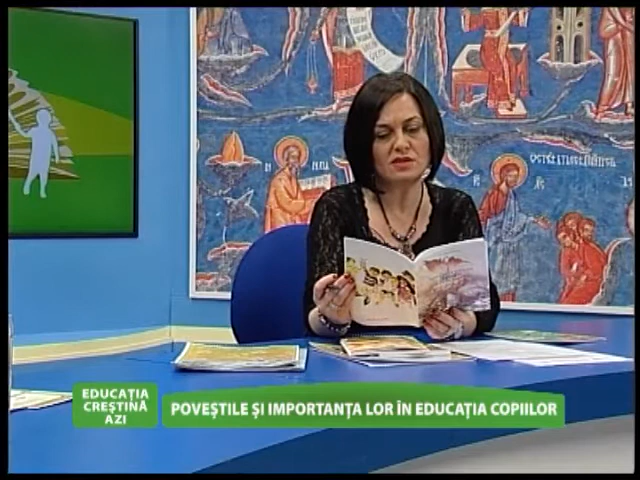 EDUCAȚIA
CREȘTINĂ
AZI
POVEȘTILE ȘI IMPORTANȚA LOR ÎN EDUCAȚIA COPIILOR